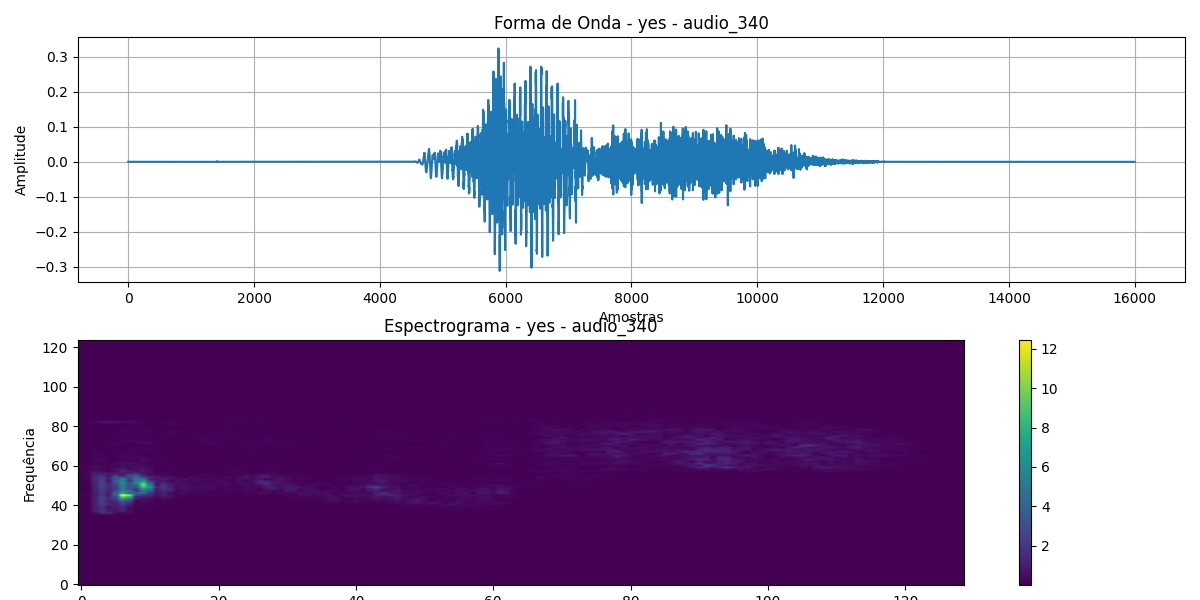 Forma de Onda - yes - audio_340
Amplitude
0.3
0.2
0.1
0.0
−0.1
−0.2
−0.3
0 2000 4000 6000 8000 10000 12000 14000 16000
Amostras
Espectrograma - yes - audio_340
Frequência
120
100
80
60
40
20
0
12
10
8
6
4
2
0 20 40 60 80 100 120